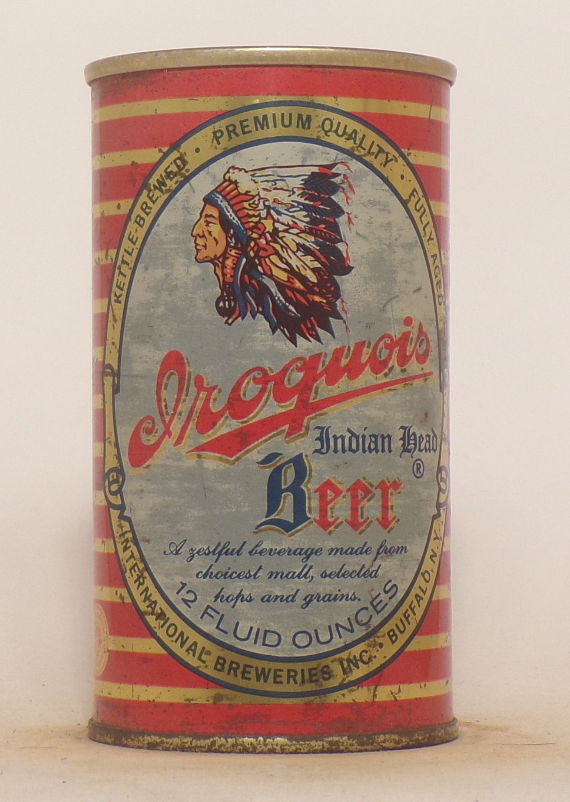 KETTLE-BREWED • PREMIUM QUALITY • FULLY AGED
Iroquois
Indian Head
®
Beer
A zestful beverage made from
choicest malt, selected
hops and grains.
12 FLUID OUNCES
INTERNATIONAL BREWERIES INC. • BUFFALO, N.Y.